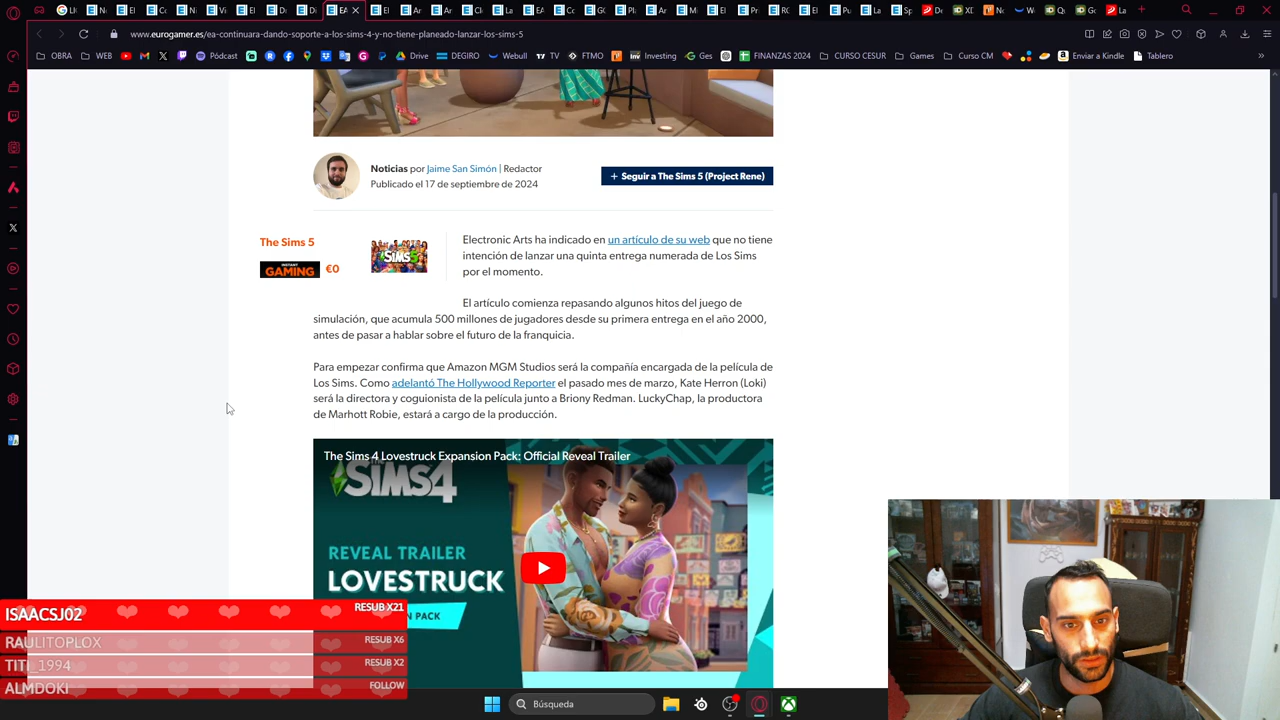 www.eurogamer.es/ea-continuara-dando-soporte-a-los-sims-4-y-no-tiene-planeado-lanzar-los-sims-5
OBRA WEB Pódcast Drive DEGIRO Webull TV FTMO Investing Ges FINANZAS 2024 CURSO CESUR Games Curso CM Enviar a Kindle Tablero
Noticias por Jaime San Simón | Redactor
Publicado el 17 de septiembre de 2024
+ Seguir a The Sims 5 (Project Rene)
The Sims 5
INSTANT
GAMING €0
SIMS5
Electronic Arts ha indicado en un artículo de su web que no tiene
intención de lanzar una quinta entrega numerada de Los Sims
por el momento.
El artículo comienza repasando algunos hitos del juego de
simulación, que acumula 500 millones de jugadores desde su primera entrega en el año 2000,
antes de pasar a hablar sobre el futuro de la franquicia.
Para empezar confirma que Amazon MGM Studios será la compañía encargada de la película de
Los Sims. Como adelantó The Hollywood Reporter el pasado mes de marzo, Kate Herron (Loki)
será la directora y coguionista de la película junto a Briony Redman. LuckyChap, la productora
de Marhott Robie, estará a cargo de la producción.
The Sims 4 Lovestruck Expansion Pack: Official Reveal Trailer
THE
SIMS4
REVEAL TRAILER
LOVESTRUCK
N PACK
ISAACSJ02 RESUB X21
RAULITOPLOX RESUB X6
TITI_1994 RESUB X2
ALMDOKI FOLLOW
Búsqueda